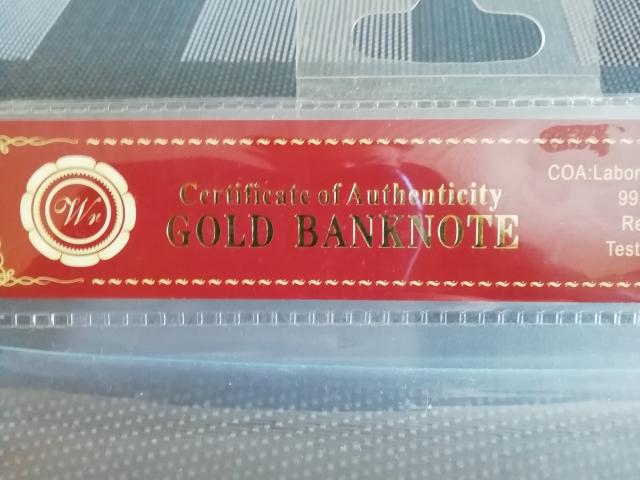 Wr
Certificate of Authenticity
GOLD BANKNOTE
COA:Labor
99
Re
Test